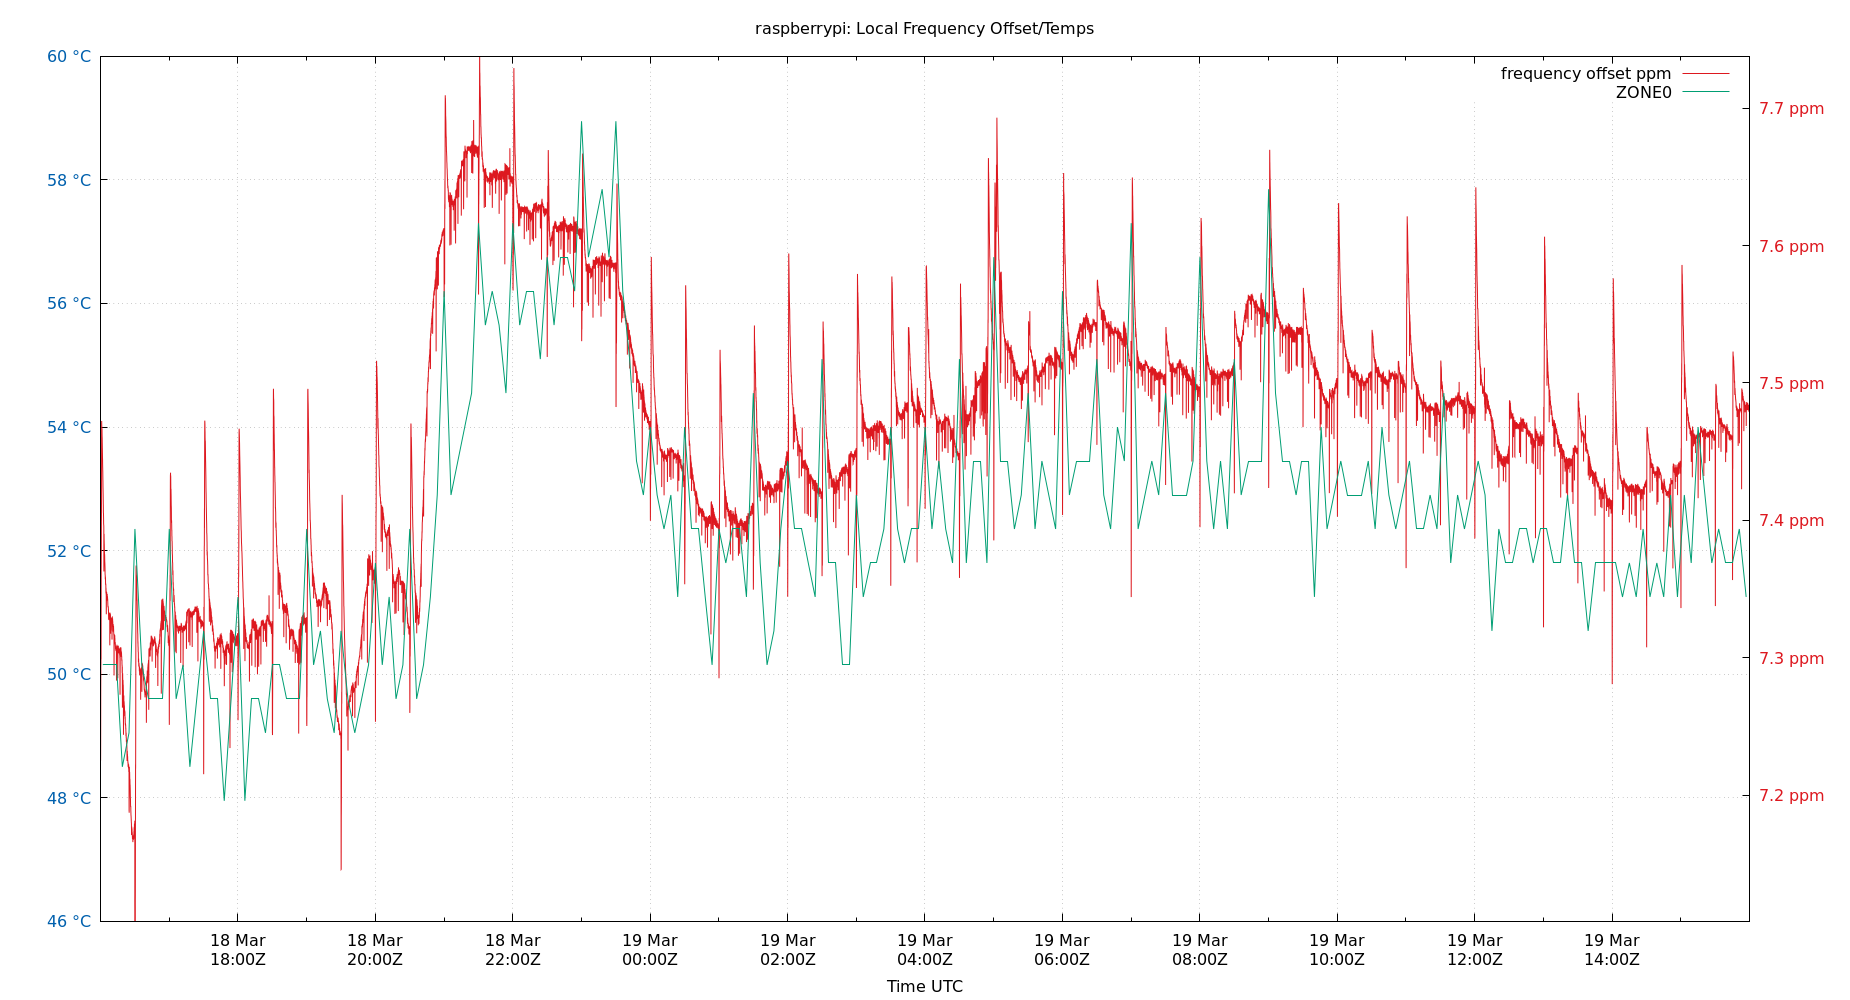 raspberrypi: Local Frequency Offset/Temps
frequency offset ppm
ZONE0
60 °C
58 °C
56 °C
54 °C
52 °C
50 °C
48 °C
46 °C
7.7 ppm
7.6 ppm
7.5 ppm
7.4 ppm
7.3 ppm
7.2 ppm
18 Mar
18:00Z
18 Mar
20:00Z
18 Mar
22:00Z
19 Mar
00:00Z
19 Mar
02:00Z
19 Mar
04:00Z
19 Mar
06:00Z
19 Mar
08:00Z
19 Mar
10:00Z
19 Mar
12:00Z
19 Mar
14:00Z
Time UTC